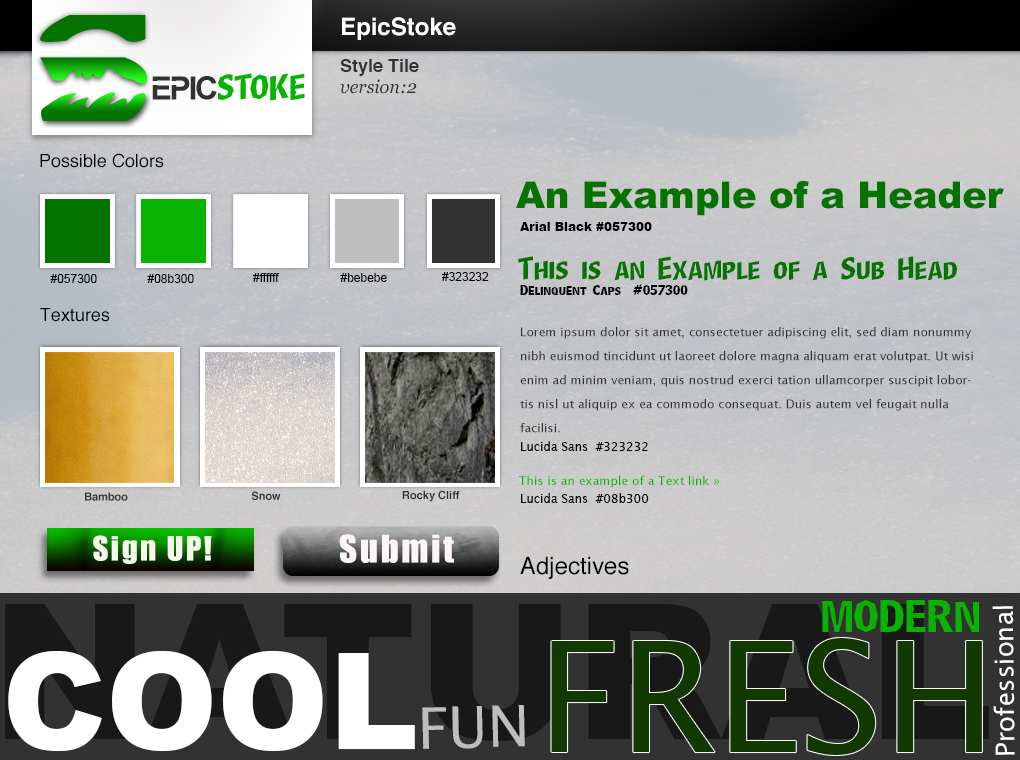 EpicStoke
EPICSTOKE
Style Tile
version:2
Possible Colors
#057300
#08b300
#ffffff
#bebebe
#323232
Textures
Bamboo
Snow
Rocky Cliff
Sign UP!
Submit
An Example of a Header
Arial Black #057300
This is an Example of a Sub Head
Delinquent Caps #057300
Lorem ipsum dolor sit amet, consectetuer adipiscing elit, sed diam nonummy
nibh euismod tincidunt ut laoreet dolore magna aliquam erat volutpat. Ut wisi
enim ad minim veniam, quis nostrud exerci tation ullamcorper suscipit lobor-
tis nisl ut aliquip ex ea commodo consequat. Duis autem vel feugait nulla
facilisi.
Lucida Sans #323232
This is an example of a Text link »
Lucida Sans #08b300
Adjectives
NATURAL
MODERN
COOL
FUN
FRESH
Professional